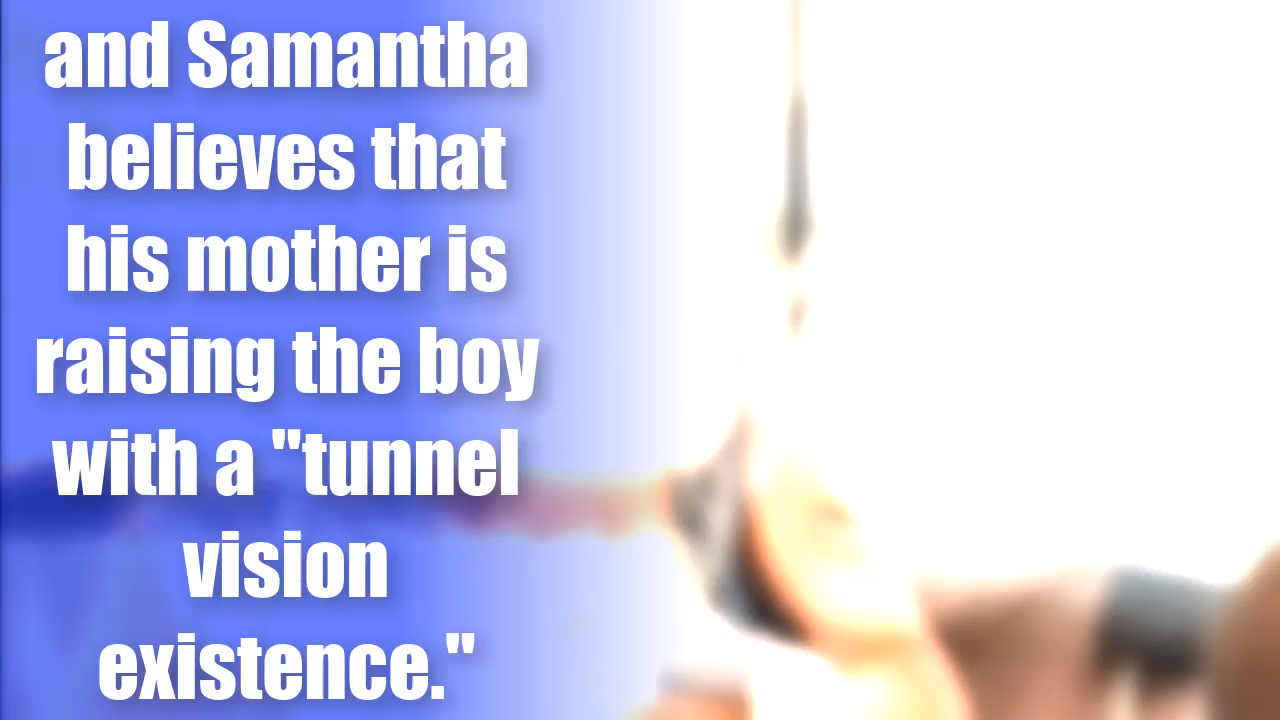 and Samantha
believes that
his mother is
raising the boy
with a "tunnel
vision
existence."